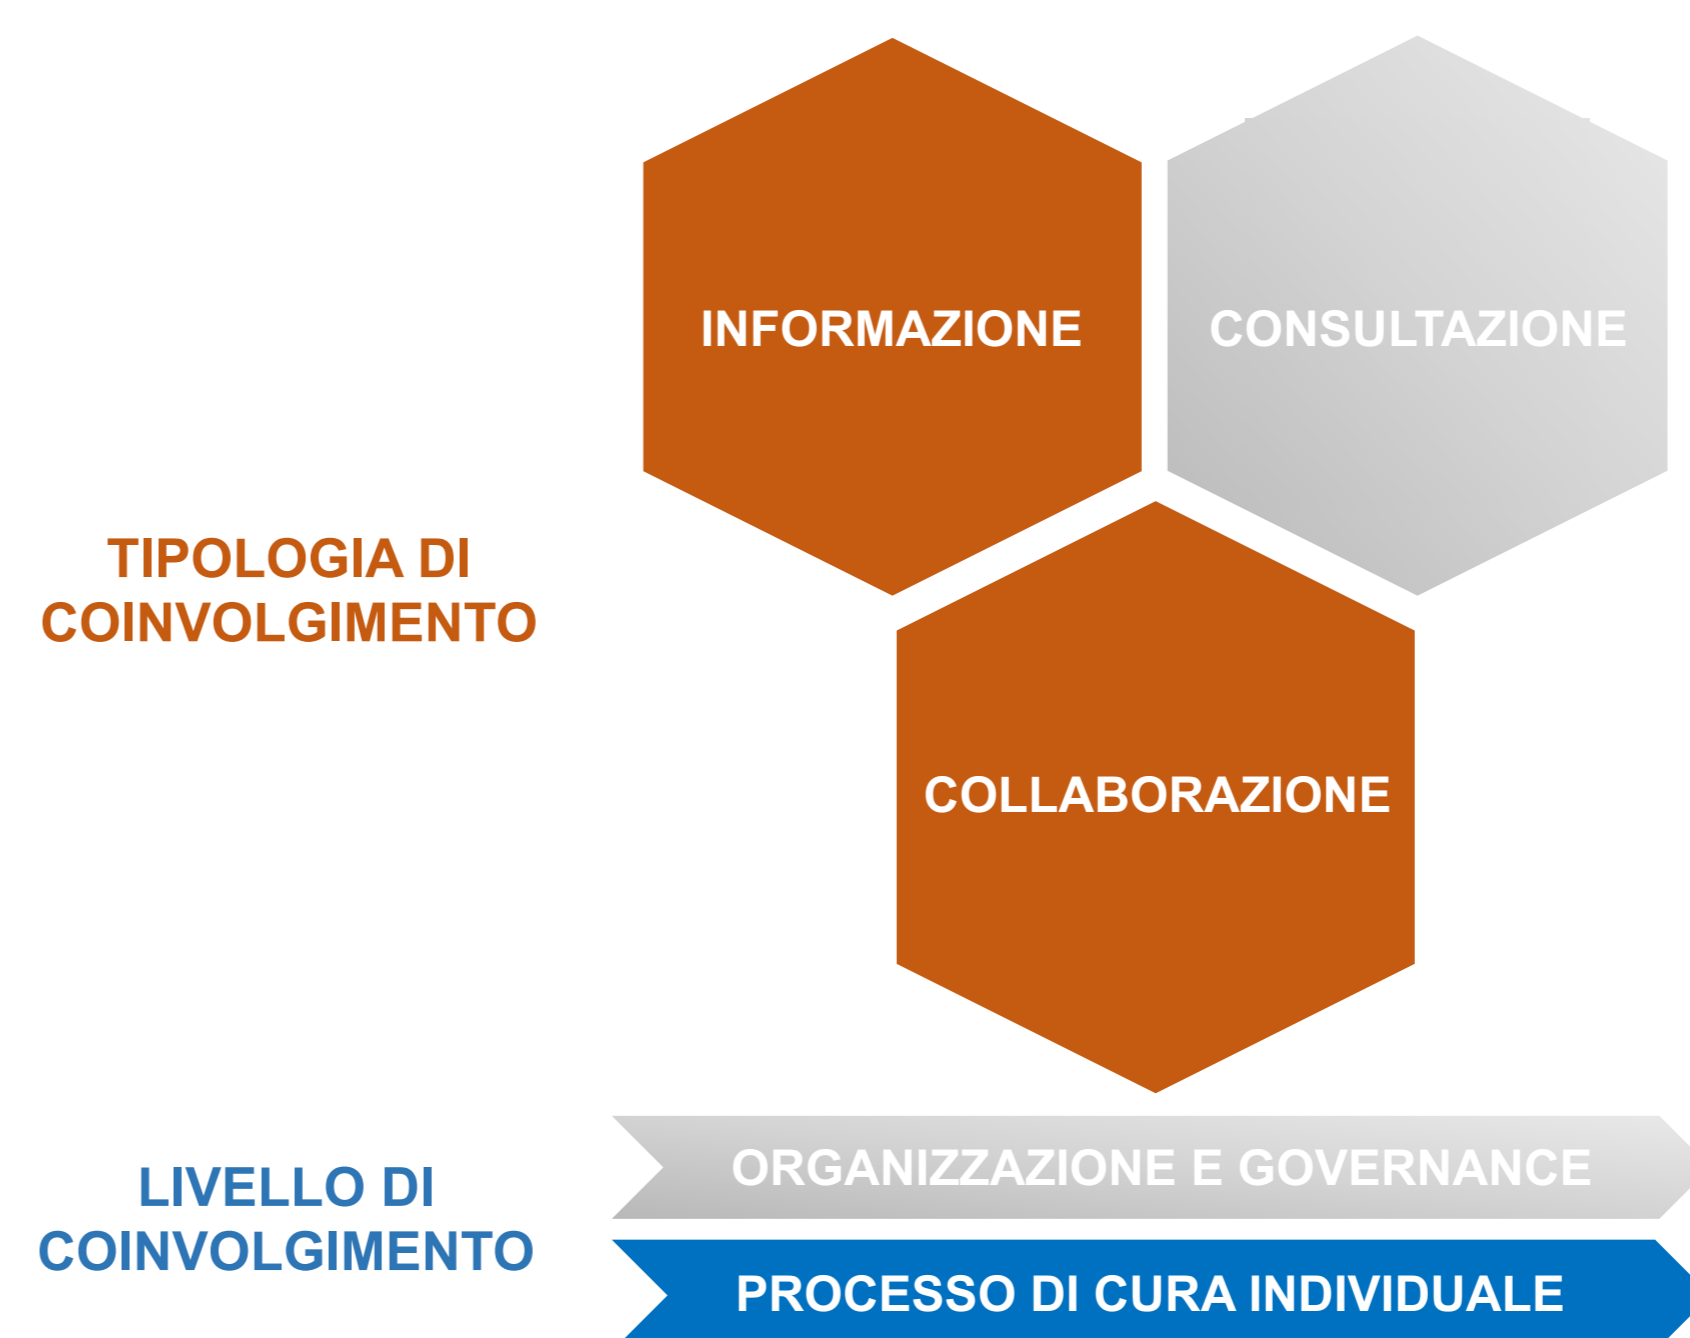 INFORMAZIONE
CONSULTAZIONE
TIPOLOGIA DI
COINVOLGIMENTO
COLLABORAZIONE
ORGANIZZAZIONE E GOVERNANCE
LIVELLO DI
COINVOLGIMENTO
PROCESSO DI CURA INDIVIDUALE